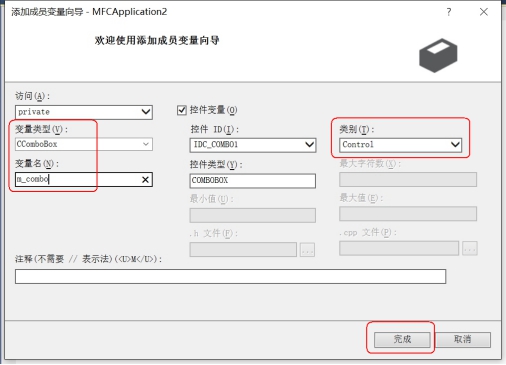 添加成员变量向导 - MFCApplication2
?
欢迎使用添加成员变量向导
访问(A):
private
控件变量(O)
变量类型(V):
CComboBox
控件 ID(I):
IDC_COMBO1
类别(T):
Control
变量名(N):
m_combo
控件类型(Y):
COMBOBOX
最大字符数(X):
最小值(U):
最大值(E):
.h 文件(F):
...
.cpp 文件(P):
...
注释(不需要 // 表示法)(<U>M</U>):
完成
取消